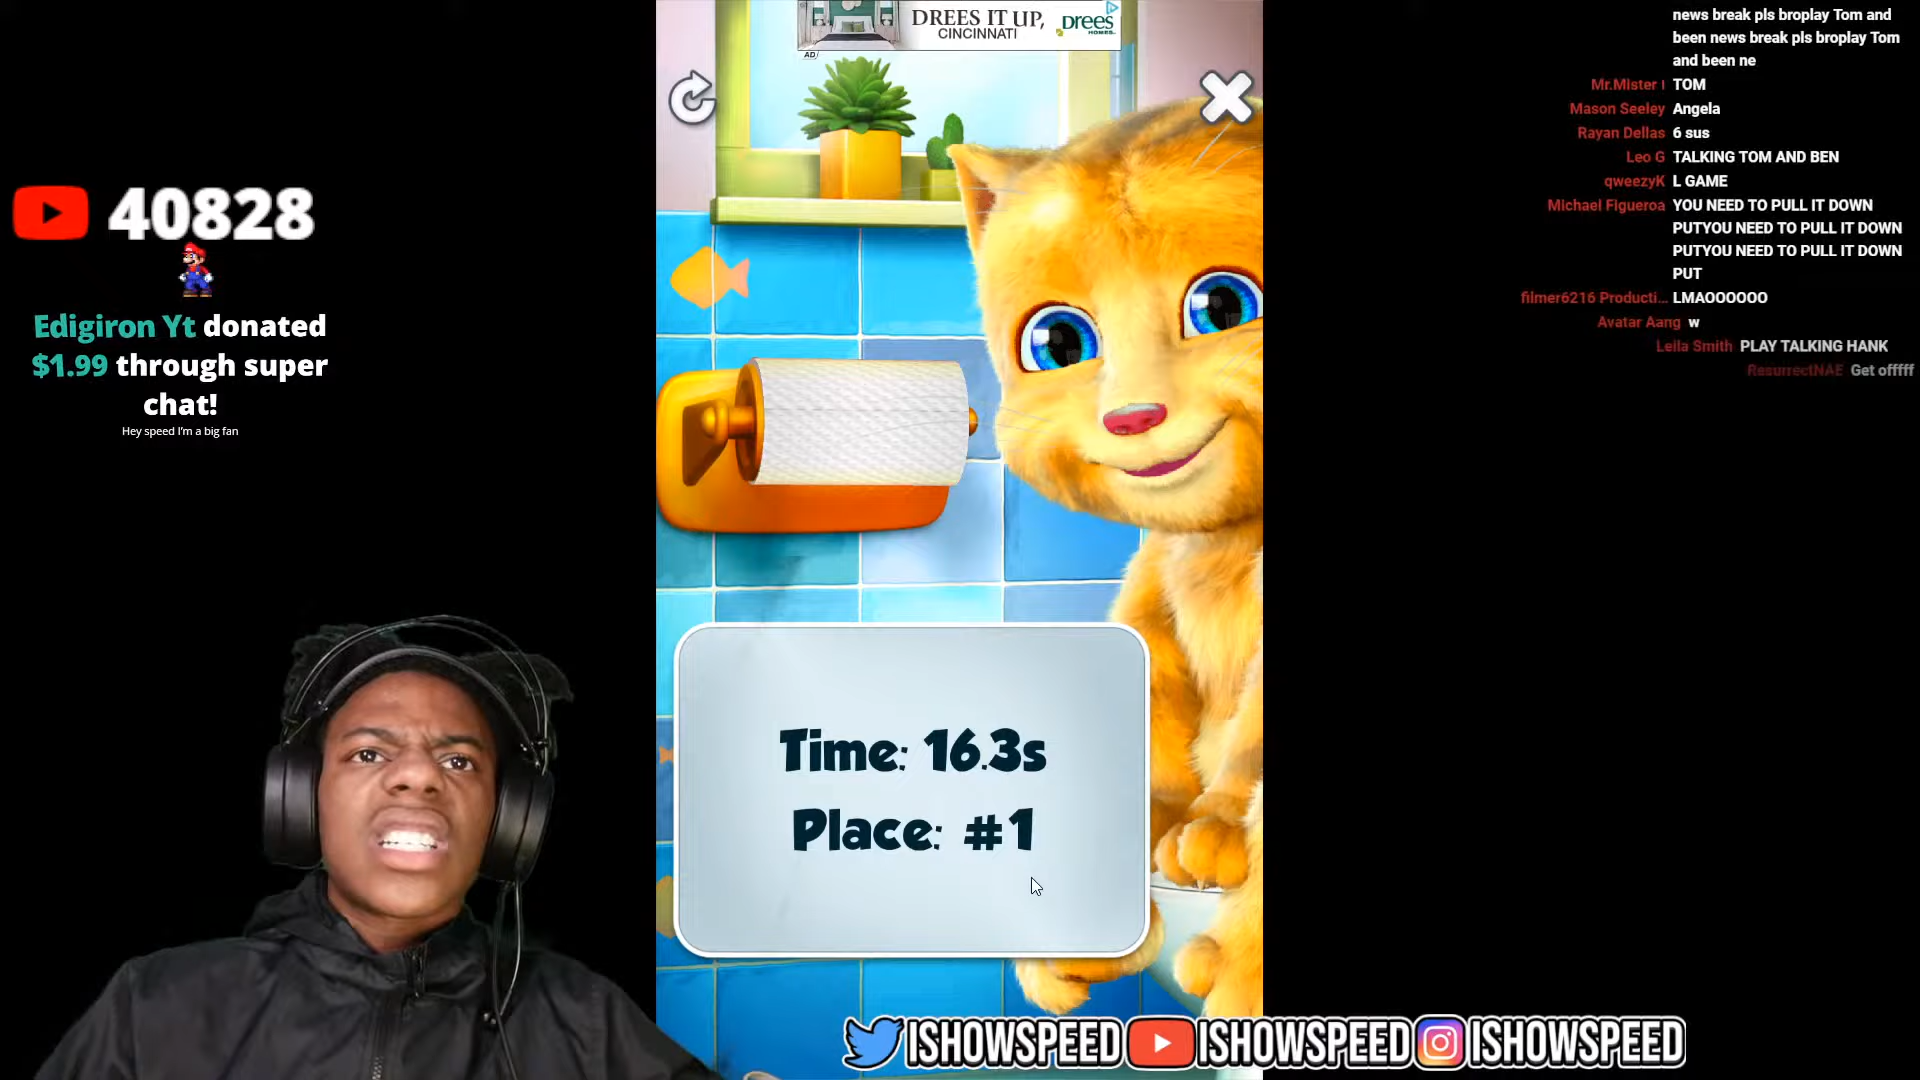 DREES IT UP,
CINCINNATI
DREES
HOMES
AD
40828
Edigiron Yt donated
$1.99 through super
chat!
Hey speed I'm a big fan
Time: 16.3s
Place: #1
news break pls broplay Tom and
been news break pls broplay Tom
and been ne
Mr.Mister I TOM
Mason Seeley Angela
Rayan Dellas 6 sus
Leo G TALKING TOM AND BEN
qweezyK L GAME
Michael Figueroa YOU NEED TO PULL IT DOWN
PUTYOU NEED TO PULL IT DOWN
PUTYOU NEED TO PULL IT DOWN
PUT
filmer6216 Producti... LMAOOOOOO
Avatar Aang w
Leila Smith PLAY TALKING HANK
ResurrectNAE Get offfff
ISHOWSPEED ISHOWSPEED ISHOWSPEED